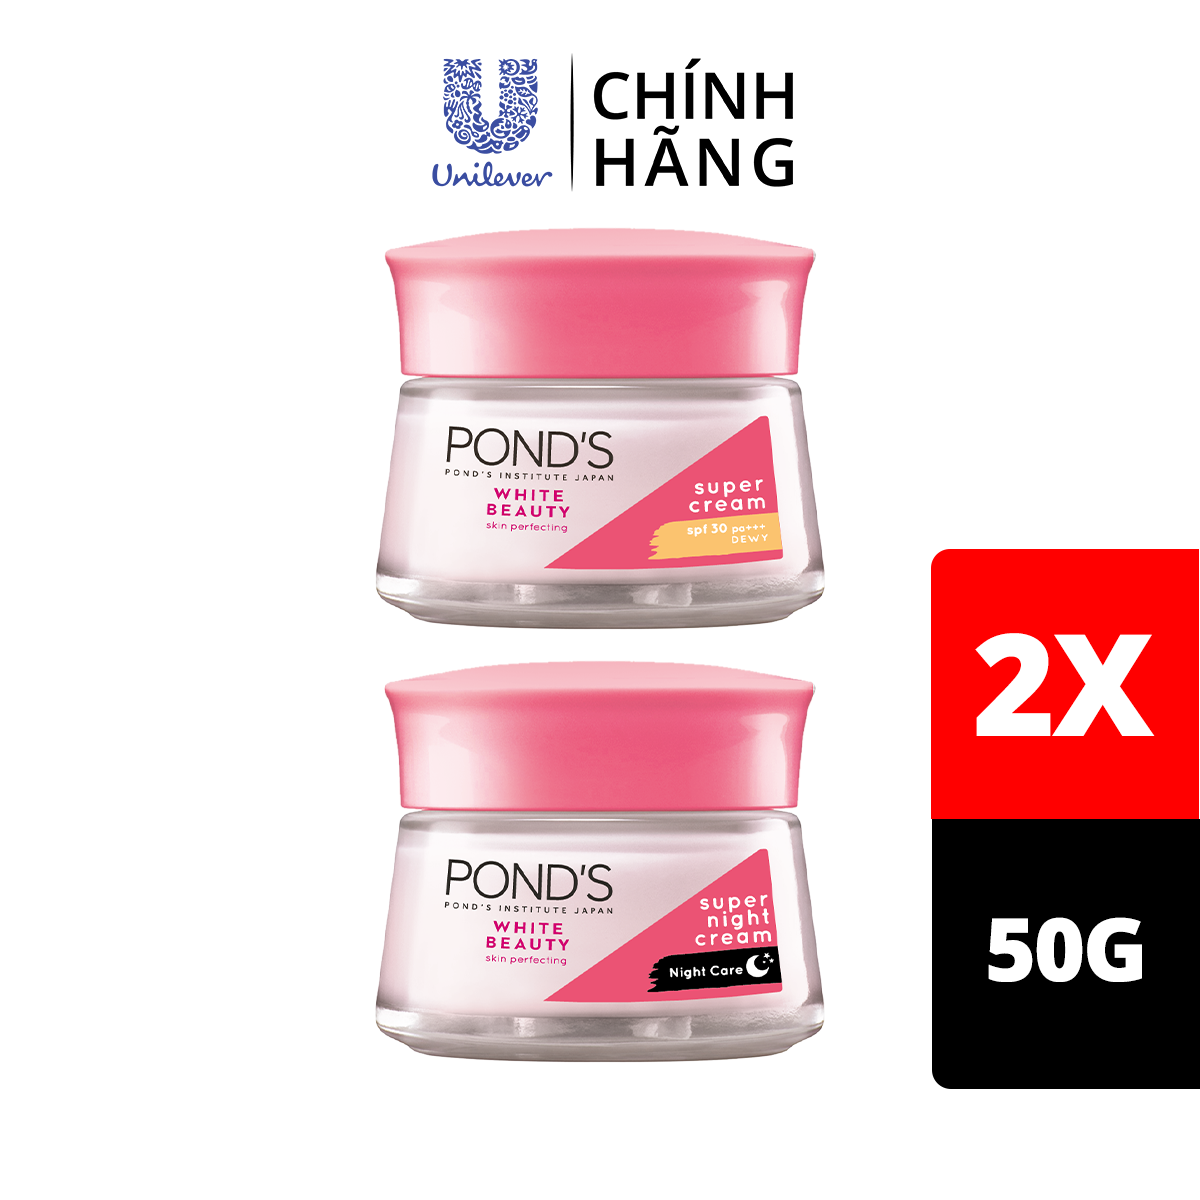 Unilever
CHÍNH
HÃNG
POND'S
POND'S INSTITUTE JAPAN
WHITE
BEAUTY
skin perfecting
super
cream
spf 30 pa+++
DEWY
POND'S
POND'S INSTITUTE JAPAN
WHITE
BEAUTY
skin perfecting
super
night
cream
Night Care
2X
50G